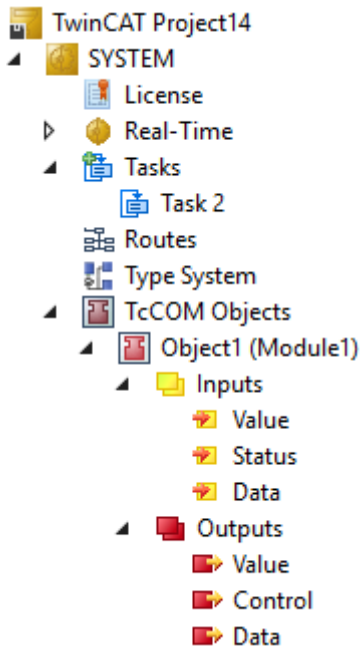 TwinCAT Project14
SYSTEM
License
Real-Time
Tasks
Task 2
Routes
Type System
TcCOM Objects
Object1 (Module1)
Inputs
Value
Status
Data
Outputs
Value
Control
Data